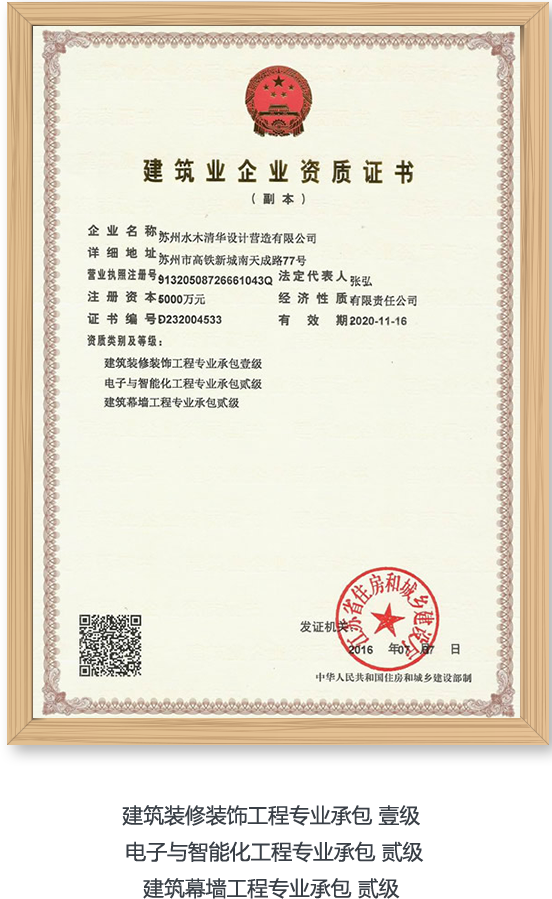 建筑业企业资质证书
（副本）
企业名称 苏州水木清华设计营造有限公司
详细地址 苏州市高铁新城南天成路77号
营业执照注册号 91320508726661043Q 法定代表人 张弘
注册资本 5000万元 经济性质 有限责任公司
证书编号 D232004533 有效期 2020-11-16
资质类别及等级：
建筑装修装饰工程专业承包壹级
电子与智能化工程专业承包贰级
建筑幕墙工程专业承包贰级
江苏省住房和城乡建设厅
发证机关
2016 年07 月 日
中华人民共和国住房和城乡建设部制
建筑装修装饰工程专业承包 壹级
电子与智能化工程专业承包 贰级
建筑幕墙工程专业承包 贰级